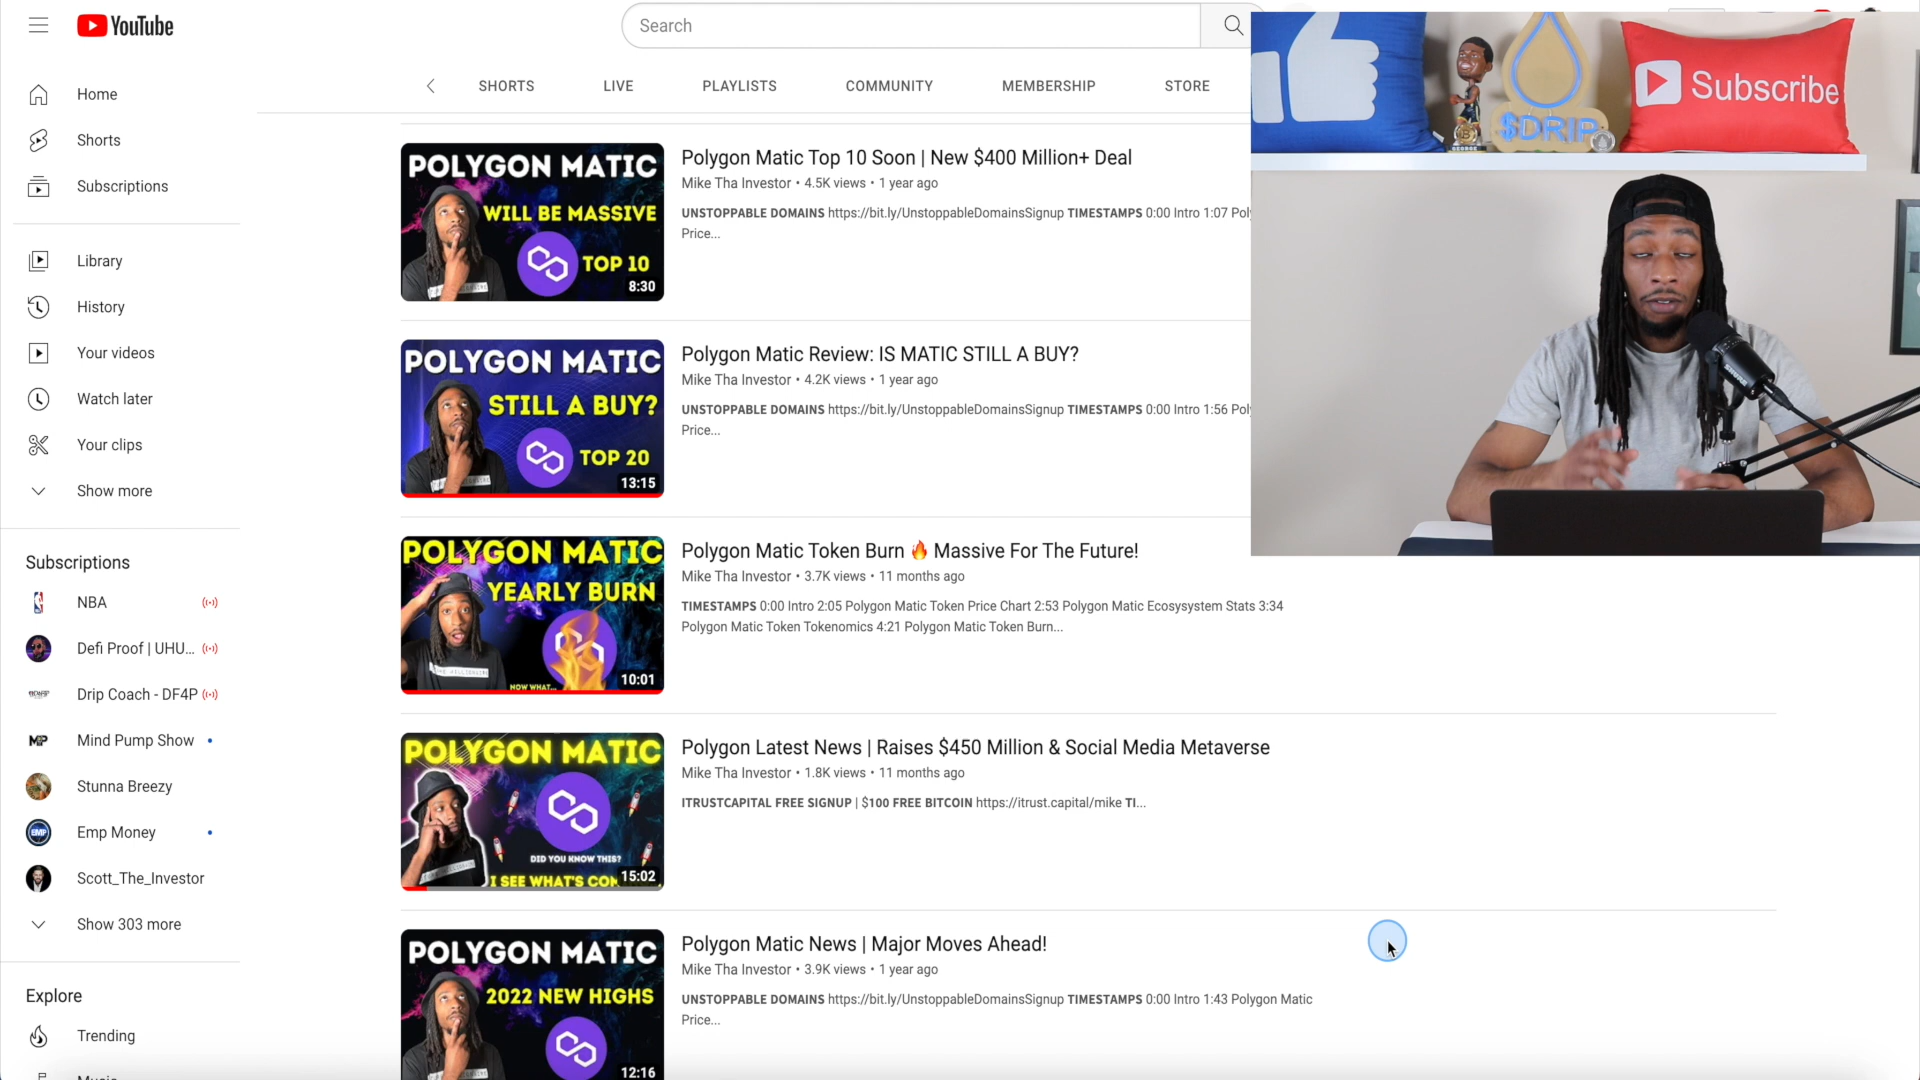 YouTube
Search
Home
Shorts
Subscriptions
Library
History
Your videos
Watch later
Your clips
Show more
Subscriptions
NBA
Defi Proof | UHU...
Drip Coach - DF4P
Mind Pump Show
Stunna Breezy
Emp Money
Scott_The_Investor
Show 303 more
Explore
Trending
SHORTS
LIVE
PLAYLISTS
COMMUNITY
MEMBERSHIP
STORE
POLYGON MATIC
WILL BE MASSIVE
TOP 10
8:30
Polygon Matic Top 10 Soon | New $400 Million+ Deal
Mike Tha Investor • 4.5K views • 1 year ago
UNSTOPPABLE DOMAINS https://bit.ly/UnstoppableDomainsSignup TIMESTAMPS 0:00 Intro 1:07 Pol
Price...
POLYGON MATIC
STILL A BUY?
TOP 20
13:15
Polygon Matic Review: IS MATIC STILL A BUY?
Mike Tha Investor • 4.2K views • 1 year ago
UNSTOPPABLE DOMAINS https://bit.ly/UnstoppableDomainsSignup TIMESTAMPS 0:00 Intro 1:56 Pol
Price...
POLYGON MATIC
YEARLY BURN
NOW WHAT...
10:01
Polygon Matic Token Burn 🔥 Massive For The Future!
Mike Tha Investor • 3.7K views • 11 months ago
TIMESTAMPS 0:00 Intro 2:05 Polygon Matic Token Price Chart 2:53 Polygon Matic Ecosysystem Stats 3:34
Polygon Matic Token Tokenomics 4:21 Polygon Matic Token Burn...
POLYGON MATIC
DID YOU KNOW THIS?
I SEE WHAT'S COM
15:02
Polygon Latest News | Raises $450 Million & Social Media Metaverse
Mike Tha Investor • 1.8K views • 11 months ago
ITRUSTCAPITAL FREE SIGNUP | $100 FREE BITCOIN https://itrust.capital/mike TI...
POLYGON MATIC
2022 NEW HIGHS
12:16
Polygon Matic News | Major Moves Ahead!
Mike Tha Investor • 3.9K views • 1 year ago
UNSTOPPABLE DOMAINS https://bit.ly/UnstoppableDomainsSignup TIMESTAMPS 0:00 Intro 1:43 Polygon Matic
Price...
$DRIP
GEORGE
Subscribe
SHURE